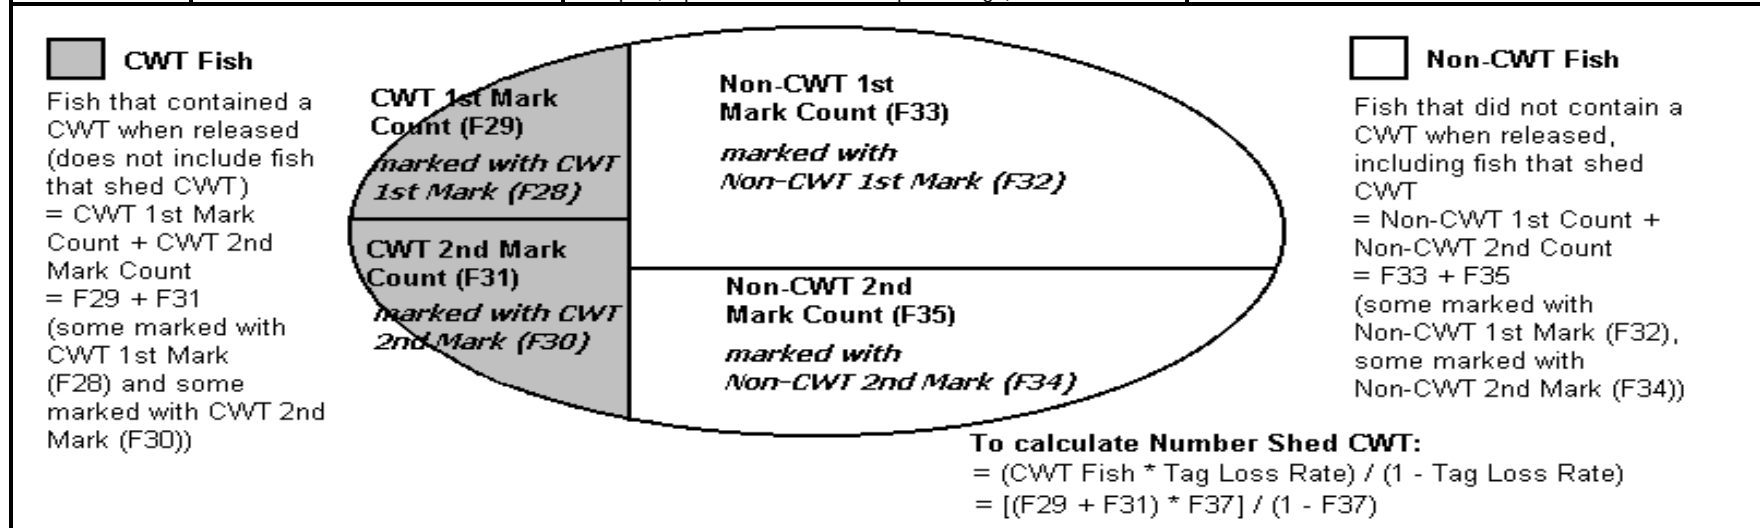 CWT Fish
Fish that contained a
CWT when released
(does not include fish
that shed CWT)
= CWT 1st Mark
Count + CWT 2nd
Mark Count
= F29 + F31
(some marked with
CWT 1st Mark
(F28) and some
marked with CWT 2nd
Mark (F30))
CWT 1st Mark
Count (F29)
marked with CWT
1st Mark (F28)
CWT 2nd Mark
Count (F31)
marked with CWT
2nd Mark (F30)
Non-CWT 1st
Mark Count (F33)
marked with
Non-CWT 1st Mark (F32)
Non-CWT 2nd
Mark Count (F35)
marked with
Non-CWT 2nd Mark (F34)
Non-CWT Fish
Fish that did not contain a
CWT when released,
including fish that shed
CWT
= Non-CWT 1st Count +
Non-CWT 2nd Count
= F33 + F35
(some marked with
Non-CWT 1st Mark (F32),
some marked with
Non-CWT 2nd Mark (F34))
To calculate Number Shed CWT:
= (CWT Fish * Tag Loss Rate) / (1 - Tag Loss Rate)
= [(F29 + F31) * F37] / (1 - F37)